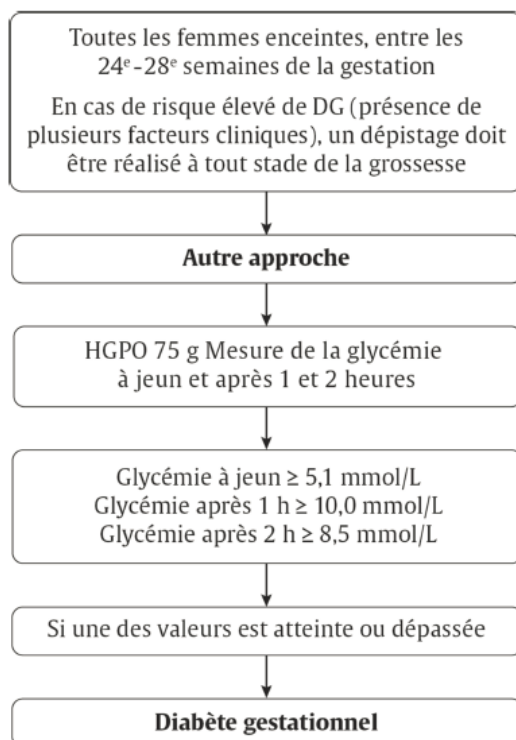 Toutes les femmes enceintes, entre les
24ᵉ-28ᵉ semaines de la gestation
En cas de risque élevé de DG (présence de
plusieurs facteurs cliniques), un dépistage doit
être réalisé à tout stade de la grossesse
Autre approche
HGPO 75 g Mesure de la glycémie
à jeun et après 1 et 2 heures
Glycémie à jeun ≥ 5,1 mmol/L
Glycémie après 1 h ≥ 10,0 mmol/L
Glycémie après 2 h ≥ 8,5 mmol/L
Si une des valeurs est atteinte ou dépassée
Diabète gestationnel